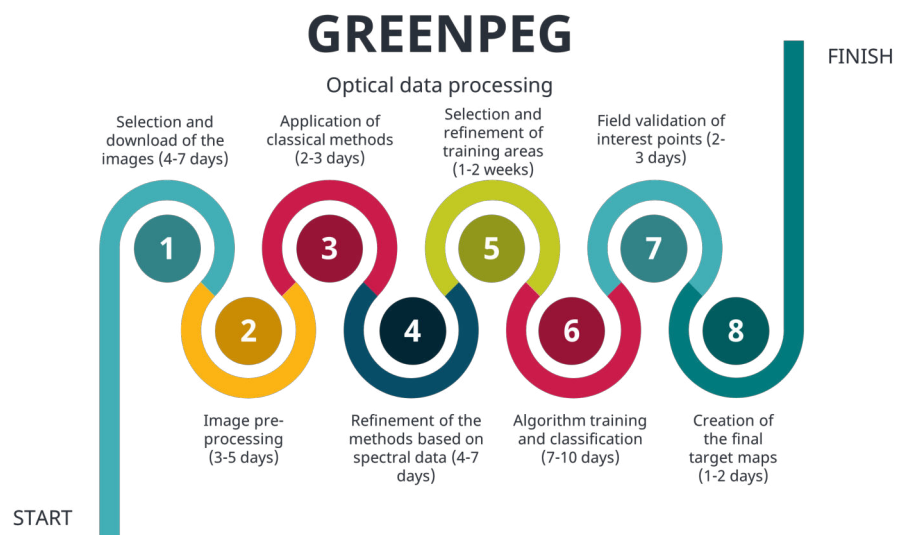 GREENPEG
Optical data processing
FINISH
Selection and
download of the
images (4-7 days)
Application of
classical methods
(2-3 days)
Selection and
refinement of
training areas
(1-2 weeks)
Field validation of
interest points (2-
3 days)
1
3
5
7
2
4
6
8
Image pre-
processing
(3-5 days)
Refinement of the
methods based on
spectral data (4-7
days)
Algorithm training
and classification
(7-10 days)
Creation of
the final
target maps
(1-2 days)
START